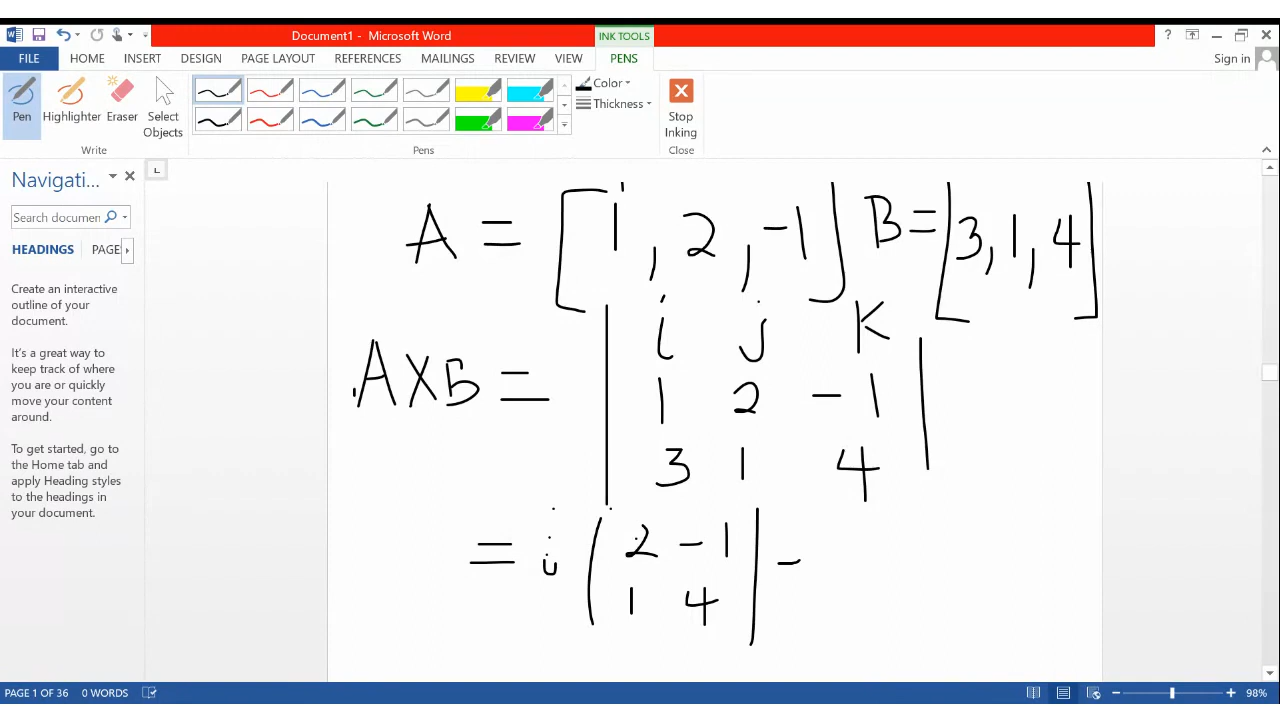 Document1 - Microsoft Word
INK TOOLS
?
FILE HOME INSERT DESIGN PAGE LAYOUT REFERENCES MAILINGS REVIEW VIEW PENS
Sign in
Pen
Highlighter
Eraser
Select Objects
Color
Thickness
Stop Inking
Write
Pens
Close
Navigati...
L
Search documen
HEADINGS PAGE
Create an interactive
outline of your
document.
It's a great way to
keep track of where
you are or quickly
move your content
around.
To get started, go to
the Home tab and
apply Heading styles
to the headings in
your document.
A = [1, 2, -1] B = [3, 1, 4]
i j K
AXB = | 1 2 -1 |
3 1 4
= i | 2 -1 | -
1 4
PAGE 1 OF 36 0 WORDS
98%